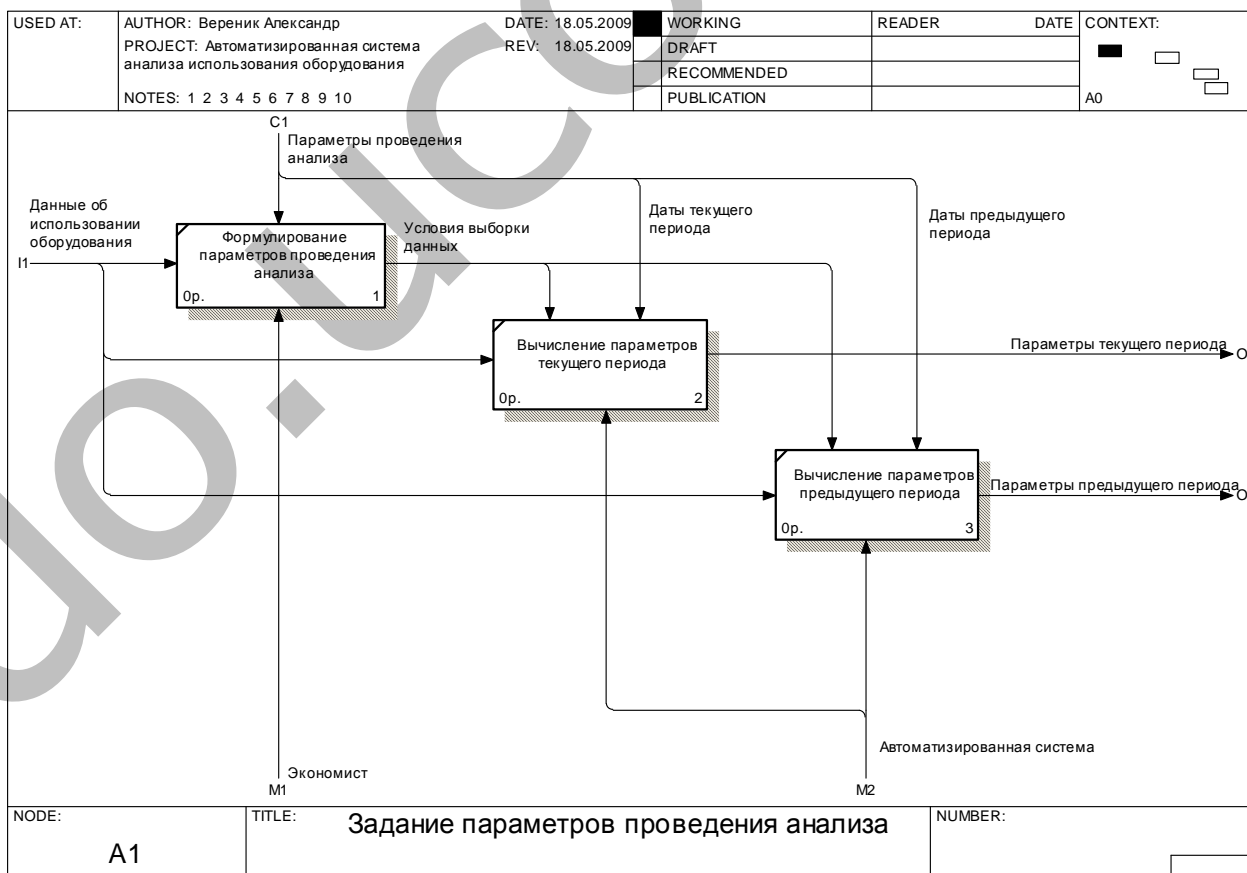 USED AT:
AUTHOR: Вереник Александр
DATE: 18.05.2009
PROJECT: Автоматизированная система
анализа использования оборудования
REV: 18.05.2009
NOTES: 1 2 3 4 5 6 7 8 9 10
WORKING
DRAFT
RECOMMENDED
PUBLICATION
READER
DATE
CONTEXT:
A0
C1
Параметры проведения
анализа
Данные об
использовании
оборудования
I1
Формулирование
параметров проведения
анализа
0р.
1
Условия выборки
данных
Даты текущего
периода
Даты предыдущего
периода
Вычисление параметров
текущего периода
0р.
2
Параметры текущего периода
O
Вычисление параметров
предыдущего периода
0р.
3
Параметры предыдущего периода
O
Автоматизированная система
Экономист
M1
M2
NODE:
A1
TITLE:
Задание параметров проведения анализа
NUMBER: